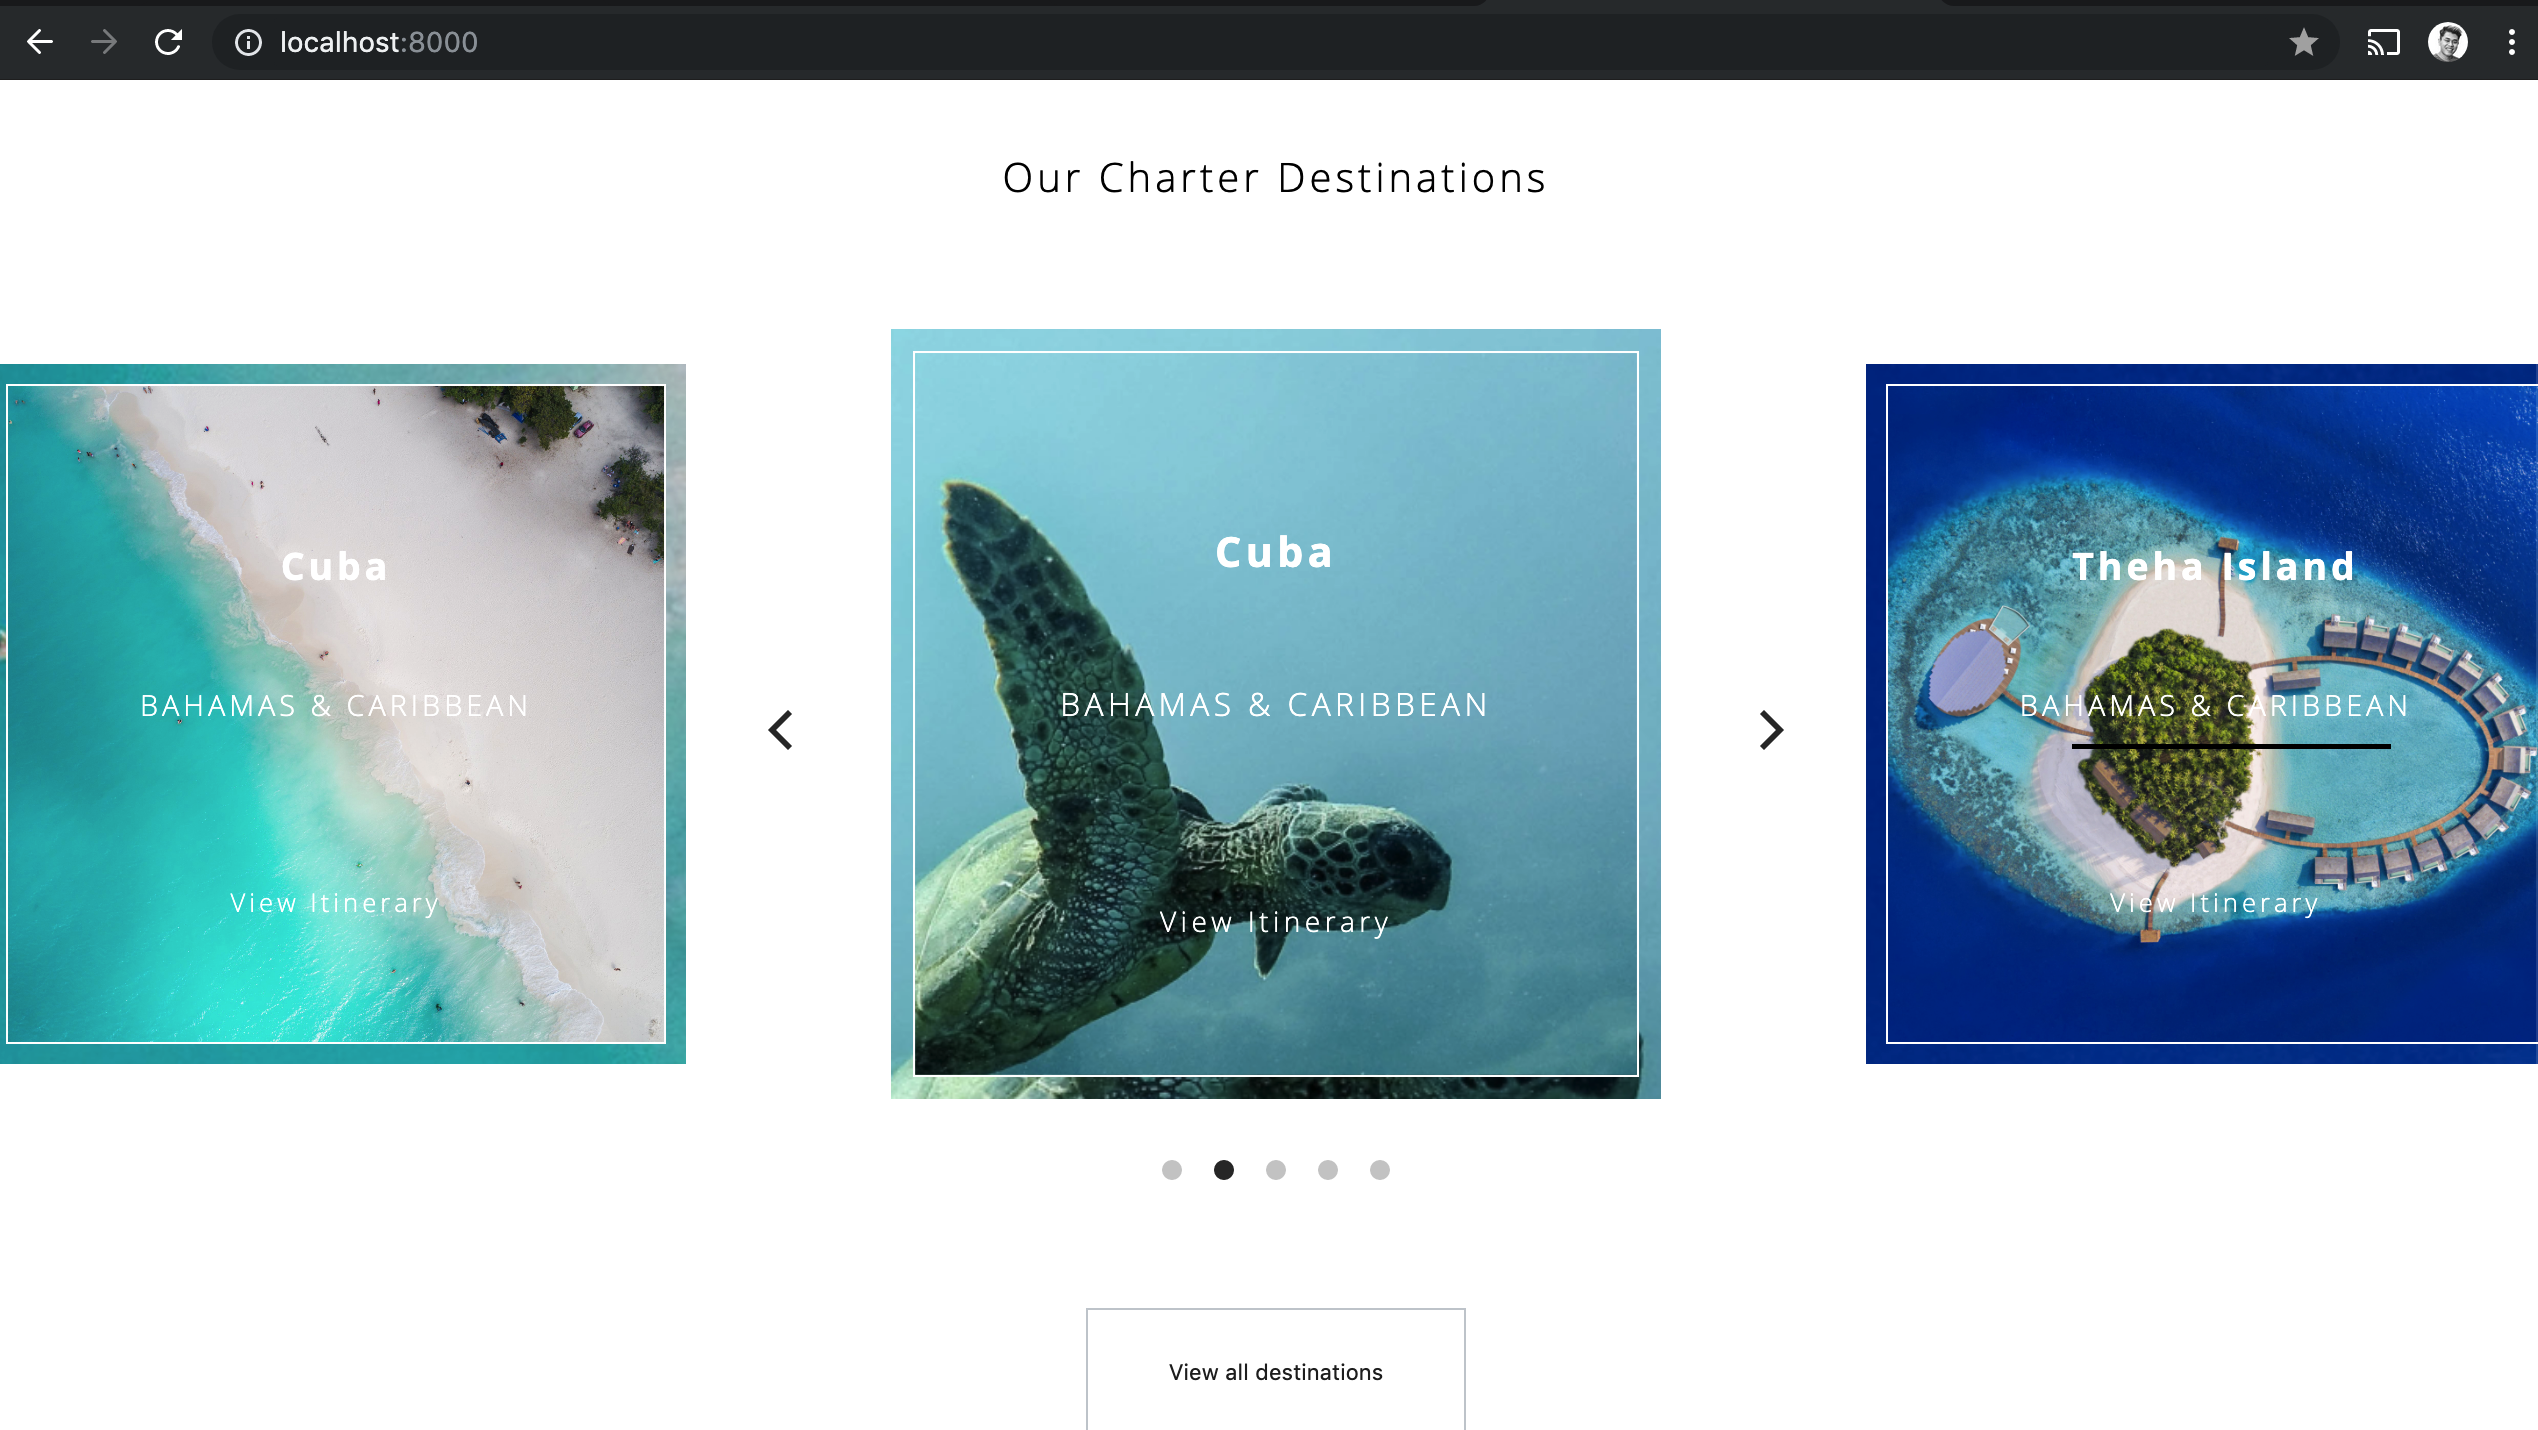 localhost:8000
Our Charter Destinations
Cuba
BAHAMAS & CARIBBEAN
View Itinerary
Cuba
BAHAMAS & CARIBBEAN
View Itinerary
Theha Island
BAHAMAS & CARIBBEAN
View Itinerary
View all destinations